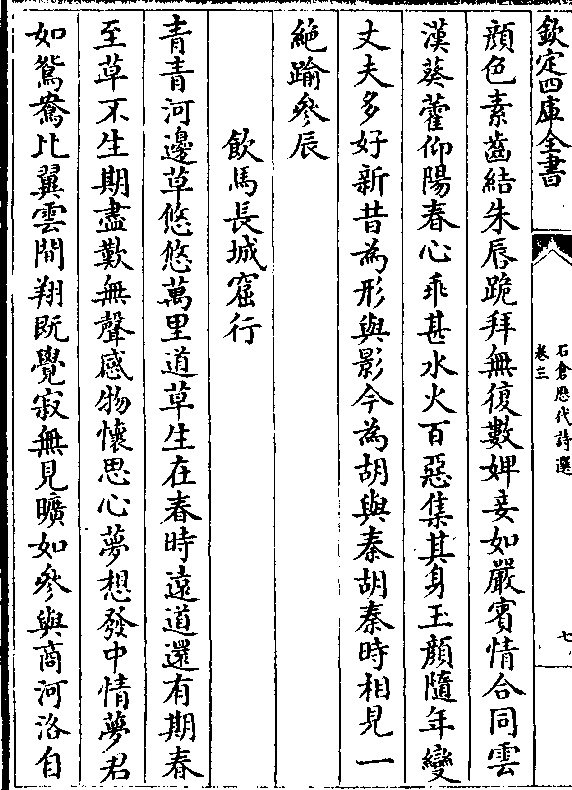 欽定四庫全書
石倉歷代詩選
卷三
七
顔色素齒結朱唇跪拜無復數婢妾如嚴賔情合同雲
漢葵藿仰陽春心乖甚水火百惡集其身玉顔隨年變
丈夫多好新昔為形與影今為胡與秦胡秦時相見一
絶踰參辰
飲馬長城窟行
青青河邊草悠悠萬里道草生在春時逺道還有期春
至草不生期盡歎無聲感物懷思心夢想發中情夢君
如鴛鴦比翼雲間翔既覺寂無見曠如參與商河洛自